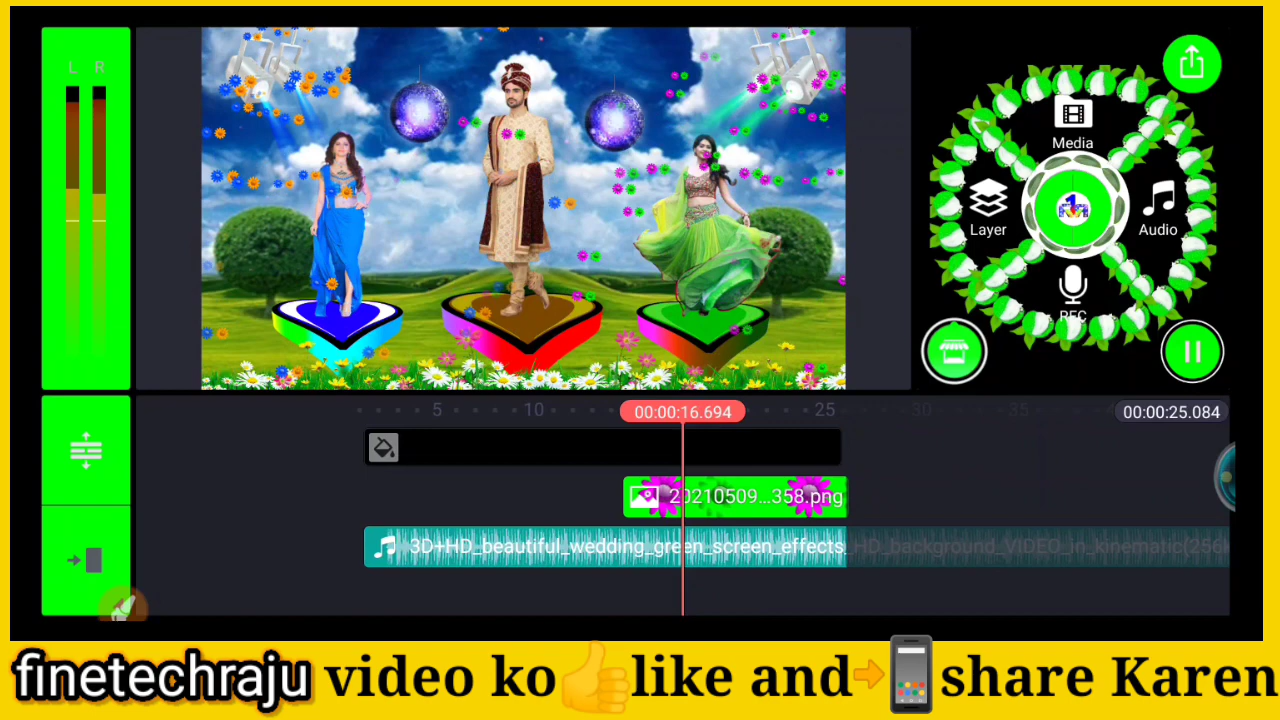 L R
Media
Layer
Audio
REC
5 10 25 30 35
00:00:16.694
00:00:25.084
20210509...358.png
3D+HD_beautiful_wedding_green_screen_effects_HD_background_VIDEO_in_kinematic(256
finetechraju video ko👍like and➡📱share Karen